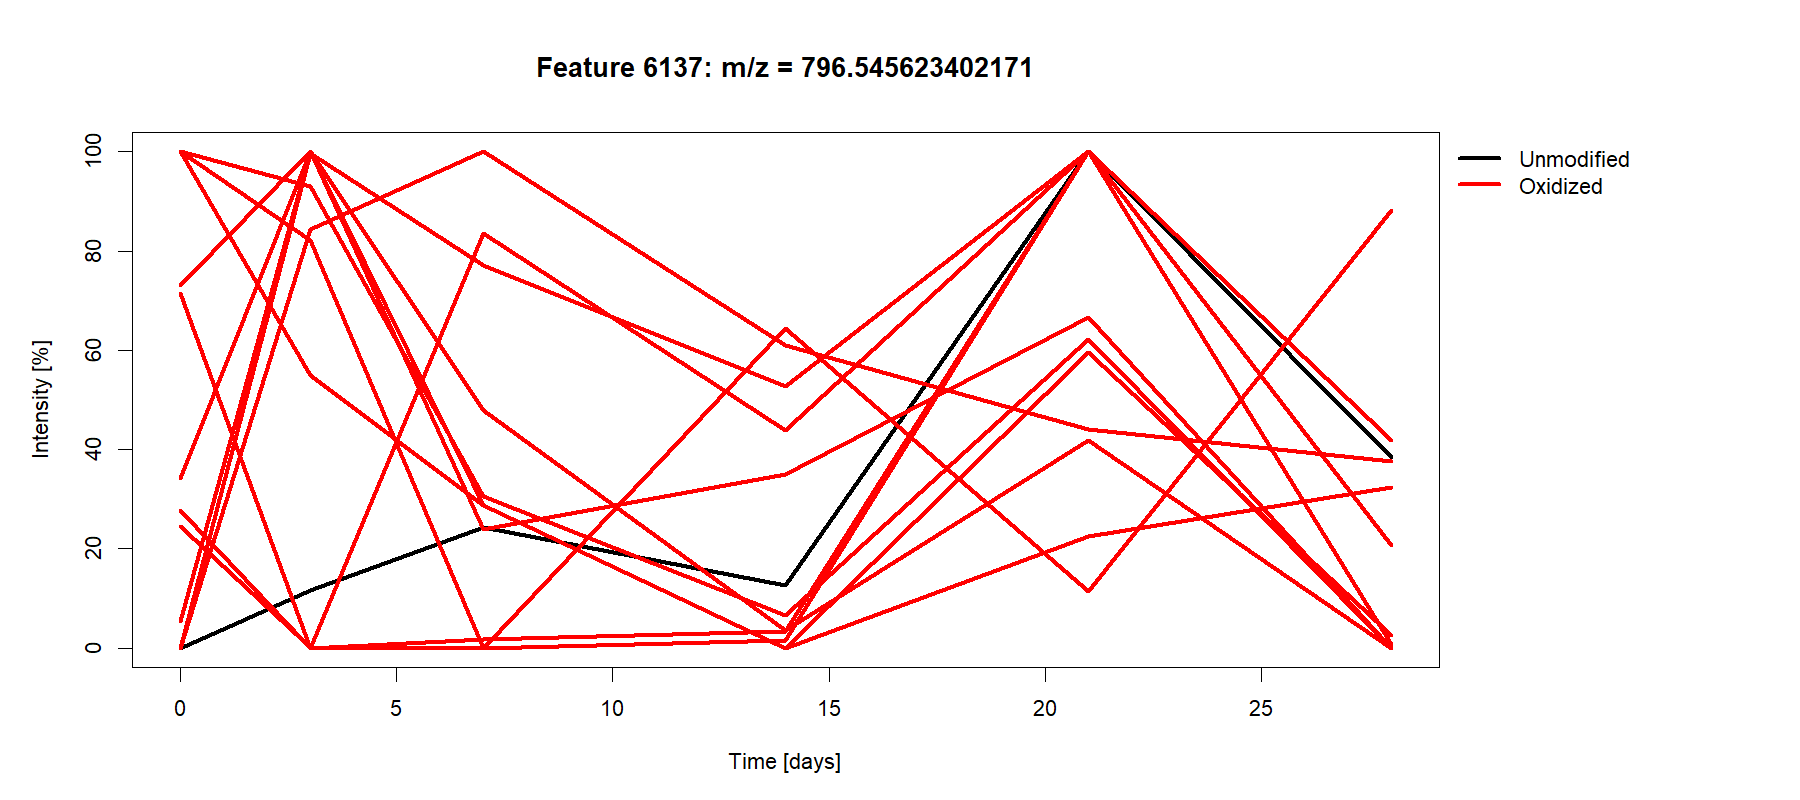 Feature 6137: m/z = 796.545623402171
Unmodified
Oxidized
Intensity [%]
100
80
60
40
20
0
0 5 10 15 20 25
Time [days]